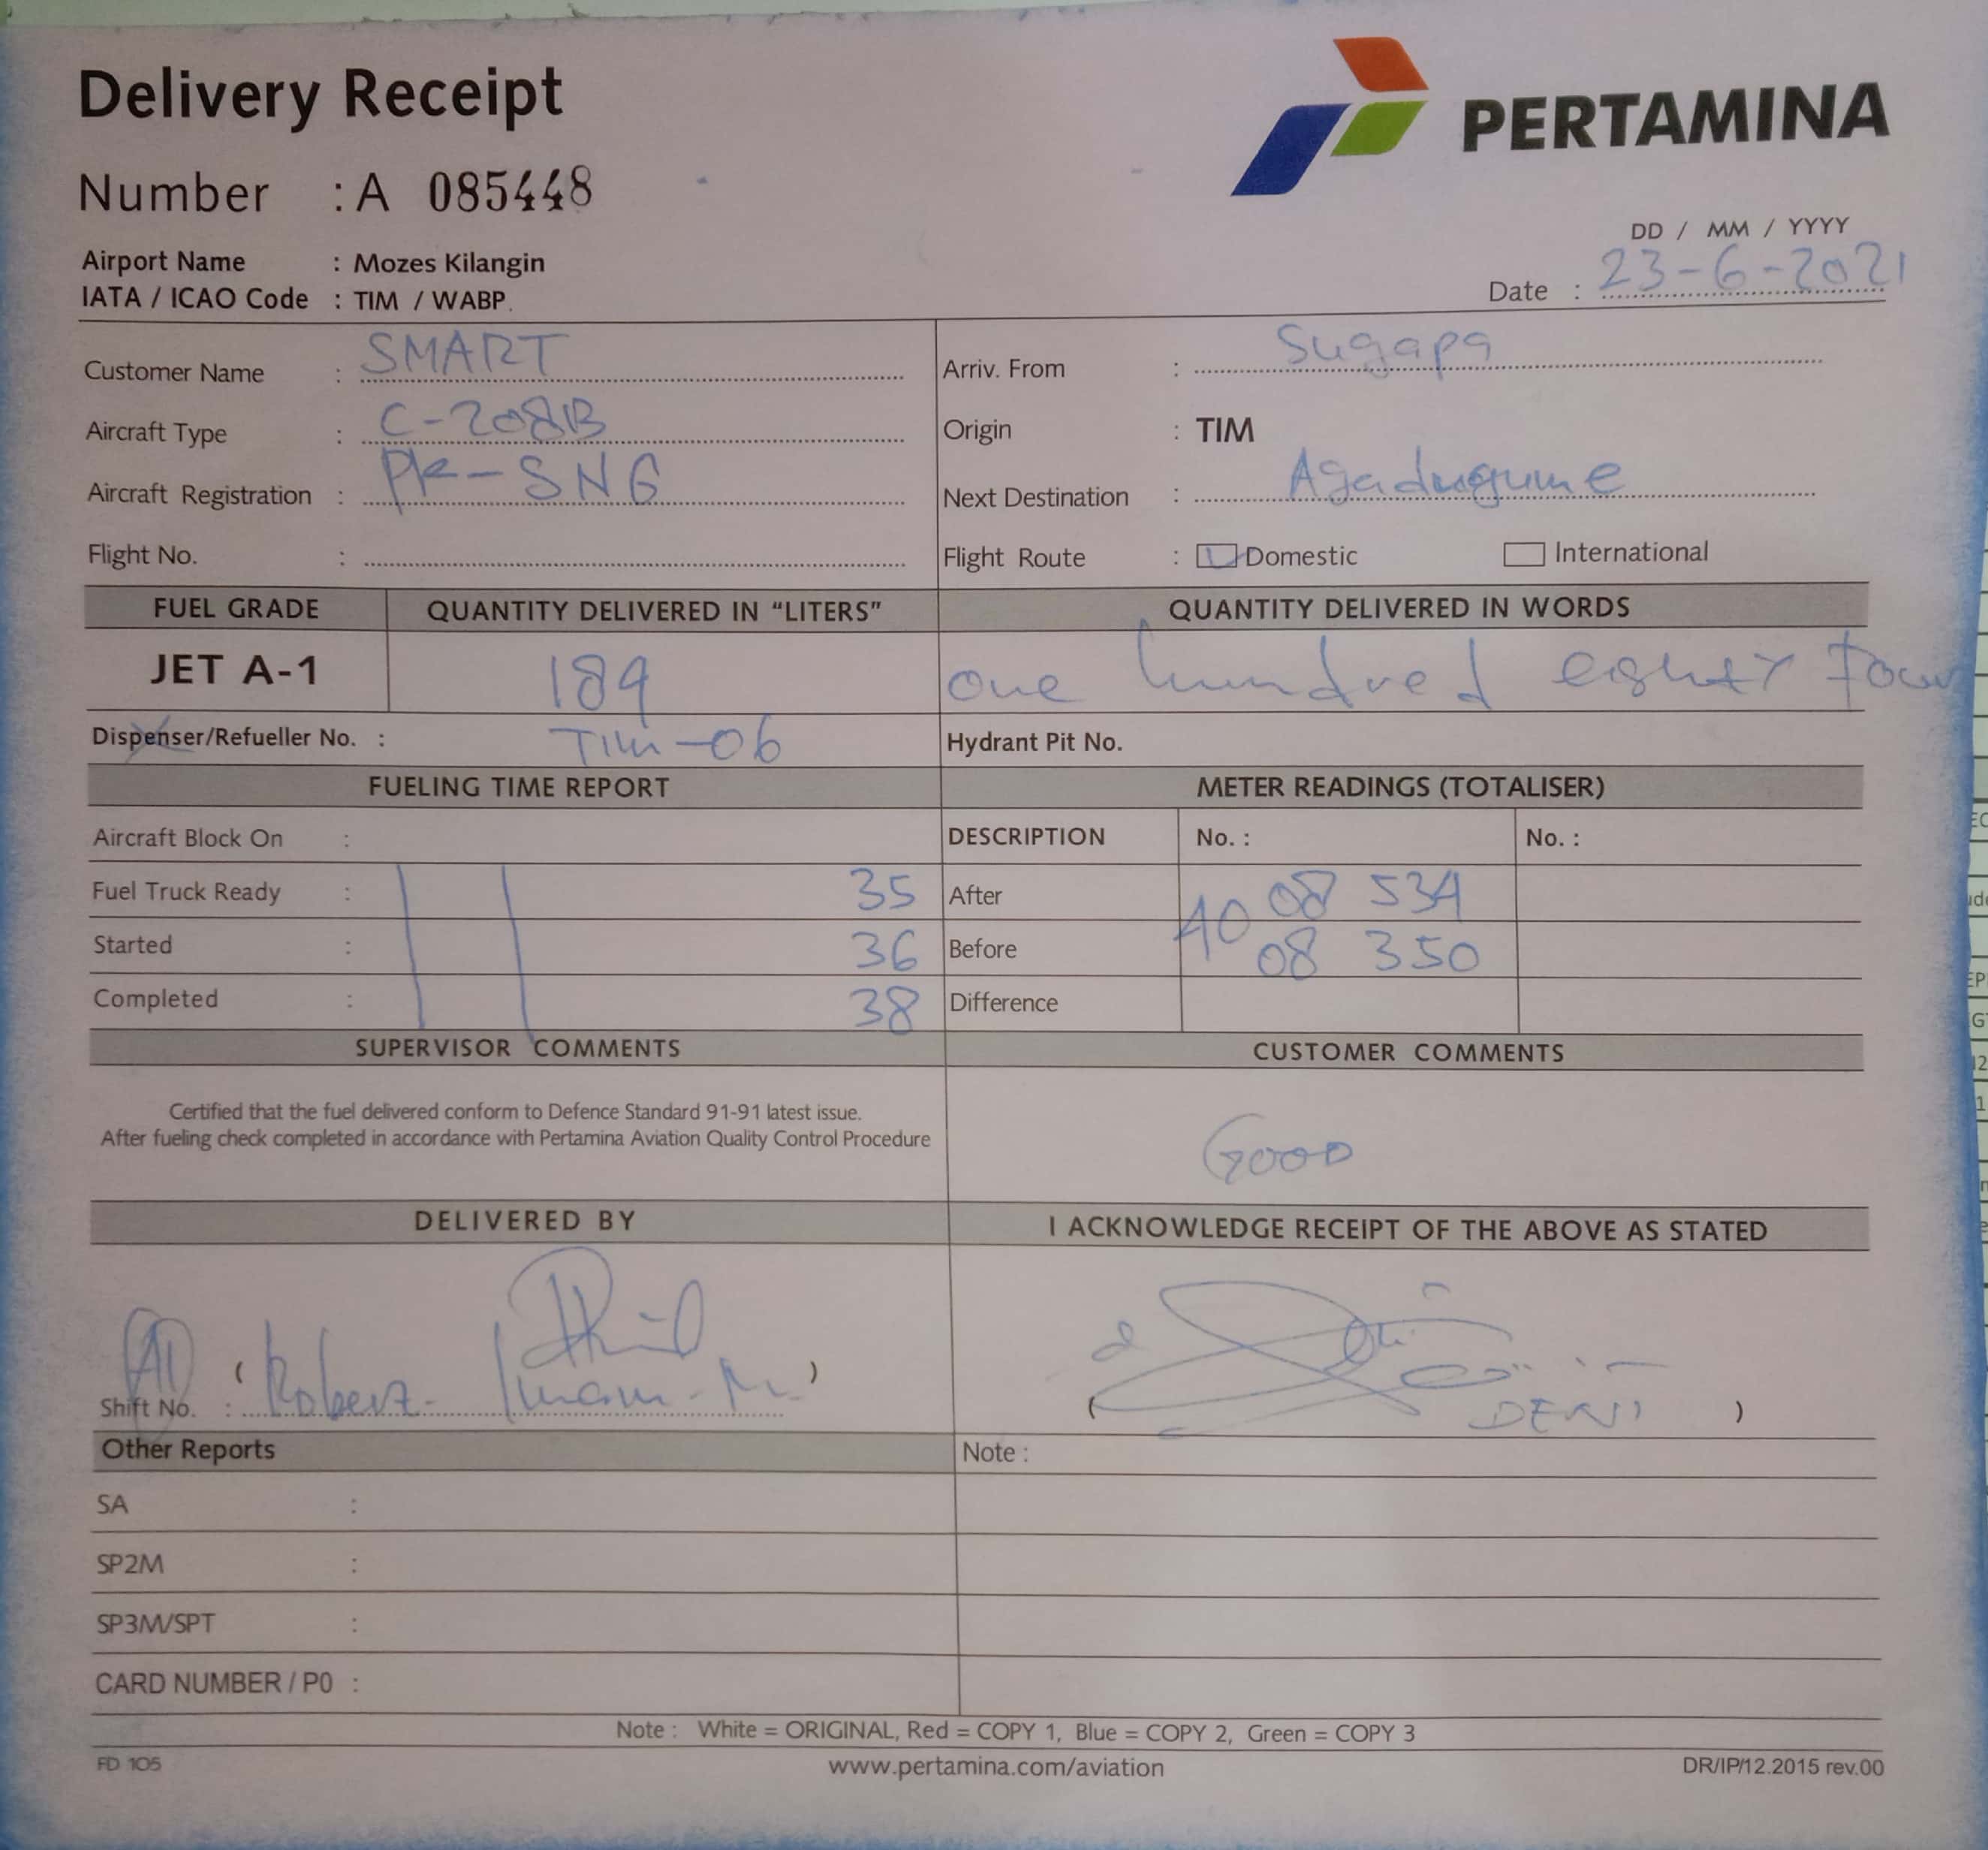 Delivery Receipt
PERTAMINA
Number : A 085448
DD / MM / YYYY
Airport Name : Mozes Kilangin
Date : 23-6-2021
IATA / ICAO Code : TIM / WABP.
Customer Name : SMART
Arriv. From : Sugapa
Aircraft Type : C-208B
Origin : TIM
Aircraft Registration : PK-SNG
Next Destination : Agadugume
Flight No. :
Flight Route : Domestic International
FUEL GRADE QUANTITY DELIVERED IN “LITERS” QUANTITY DELIVERED IN WORDS
JET A-1 184 one hundred eighty four
Dispenser/Refueller No. : TIM-06 Hydrant Pit No.
FUELING TIME REPORT METER READINGS (TOTALISER)
Aircraft Block On : DESCRIPTION No. : No. :
Fuel Truck Ready : 35 After 40 08 534
Started : 36 Before 08 350
Completed : 38 Difference
SUPERVISOR COMMENTS CUSTOMER COMMENTS
Certified that the fuel delivered conform to Defence Standard 91-91 latest issue.
After fueling check completed in accordance with Pertamina Aviation Quality Control Procedure
GOOD
DELIVERED BY I ACKNOWLEDGE RECEIPT OF THE ABOVE AS STATED
Shift No. : ( Robert - Imam - M )
( DENI )
Other Reports Note :
SA :
SP2M :
SP3M/SPT :
CARD NUMBER / P0 :
Note : White = ORIGINAL, Red = COPY 1, Blue = COPY 2, Green = COPY 3
FD 105 www.pertamina.com/aviation DR/IP/12.2015 rev.00